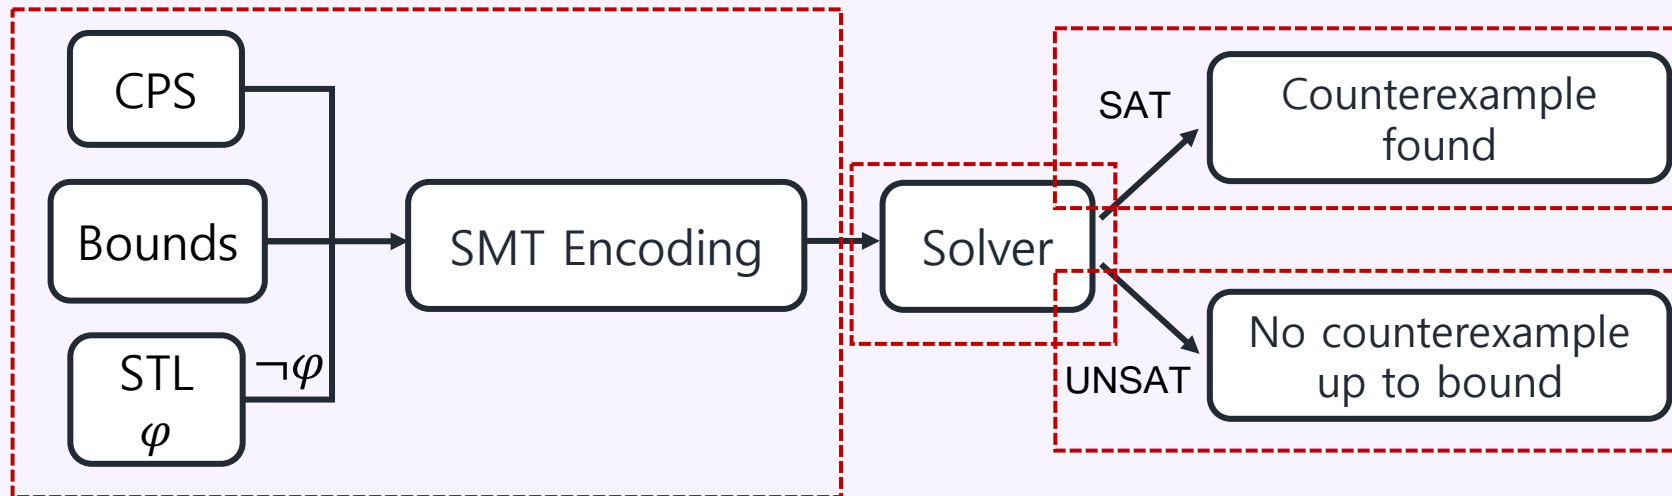 CPS
Bounds
STL
φ
¬φ
SMT Encoding
Solver
SAT
Counterexample
found
UNSAT
No counterexample
up to bound